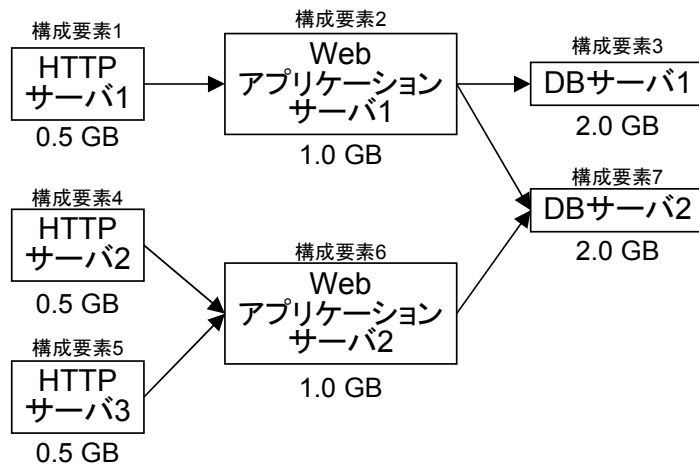 構成要素1
HTTP
サーバ1
0.5 GB
構成要素2
Web
アプリケーション
サーバ1
1.0 GB
構成要素3
DBサーバ1
2.0 GB
構成要素7
DBサーバ2
2.0 GB
構成要素4
HTTP
サーバ2
0.5 GB
構成要素6
Web
アプリケーション
サーバ2
1.0 GB
構成要素5
HTTP
サーバ3
0.5 GB